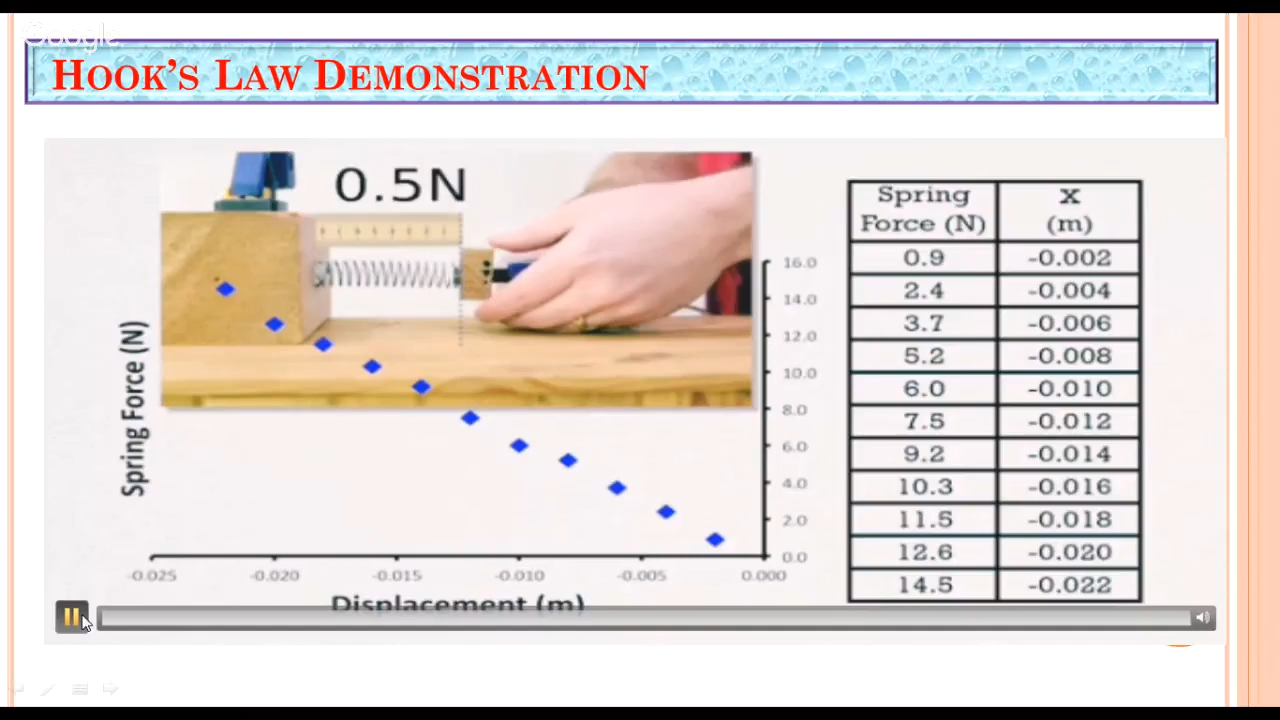 Google
HOOK'S LAW DEMONSTRATION
0.5N
Spring Force (N)
16.0
14.0
12.0
10.0
8.0
6.0
4.0
2.0
0.0
-0.025 -0.020 -0.015 -0.010 -0.005 0.000
Displacement (m)
Spring Force (N) X (m)
0.9 -0.002
2.4 -0.004
3.7 -0.006
5.2 -0.008
6.0 -0.010
7.5 -0.012
9.2 -0.014
10.3 -0.016
11.5 -0.018
12.6 -0.020
14.5 -0.022